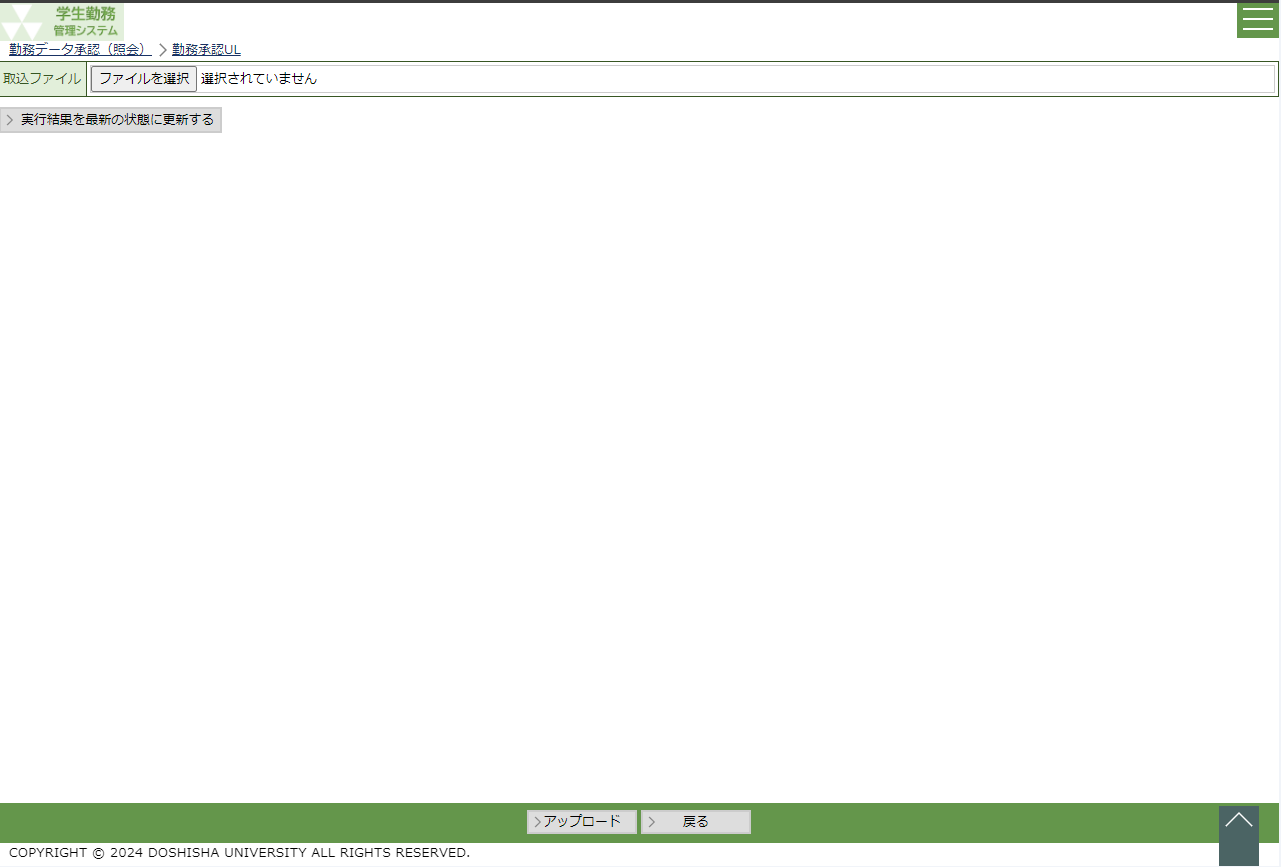 学生勤務
管理システム
勤務データ承認（照会） 勤務承認UL
取込ファイル ファイルを選択 選択されていません
実行結果を最新の状態に更新する
アップロード 戻る
COPYRIGHT © 2024 DOSHISHA UNIVERSITY ALL RIGHTS RESERVED.